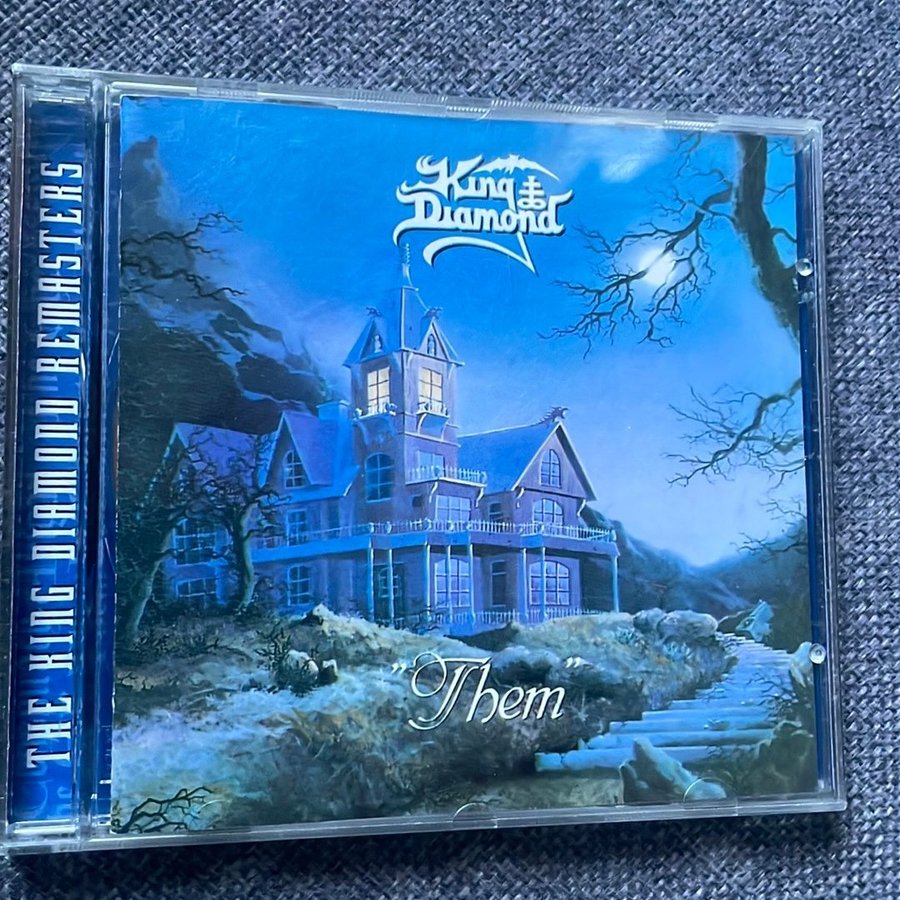 THE KING DIAMOND REMASTERS
King
Diamond
"Them"